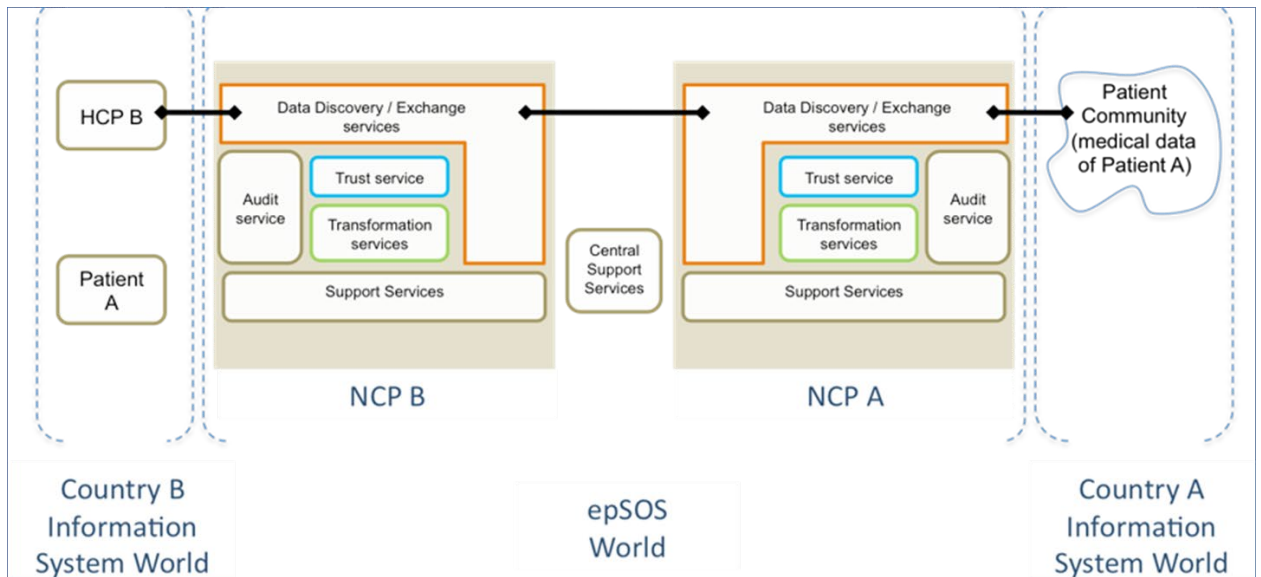 HCP B
Patient
A
Data Discovery / Exchange
services
Audit
service
Trust service
Transformation
services
Support Services
NCP B
Central
Support
Services
Data Discovery / Exchange
services
Trust service
Transformation
services
Audit
service
Support Services
NCP A
Patient
Community
(medical data
of Patient A)
Country B
Information
System World
epSOS
World
Country A
Information
System World